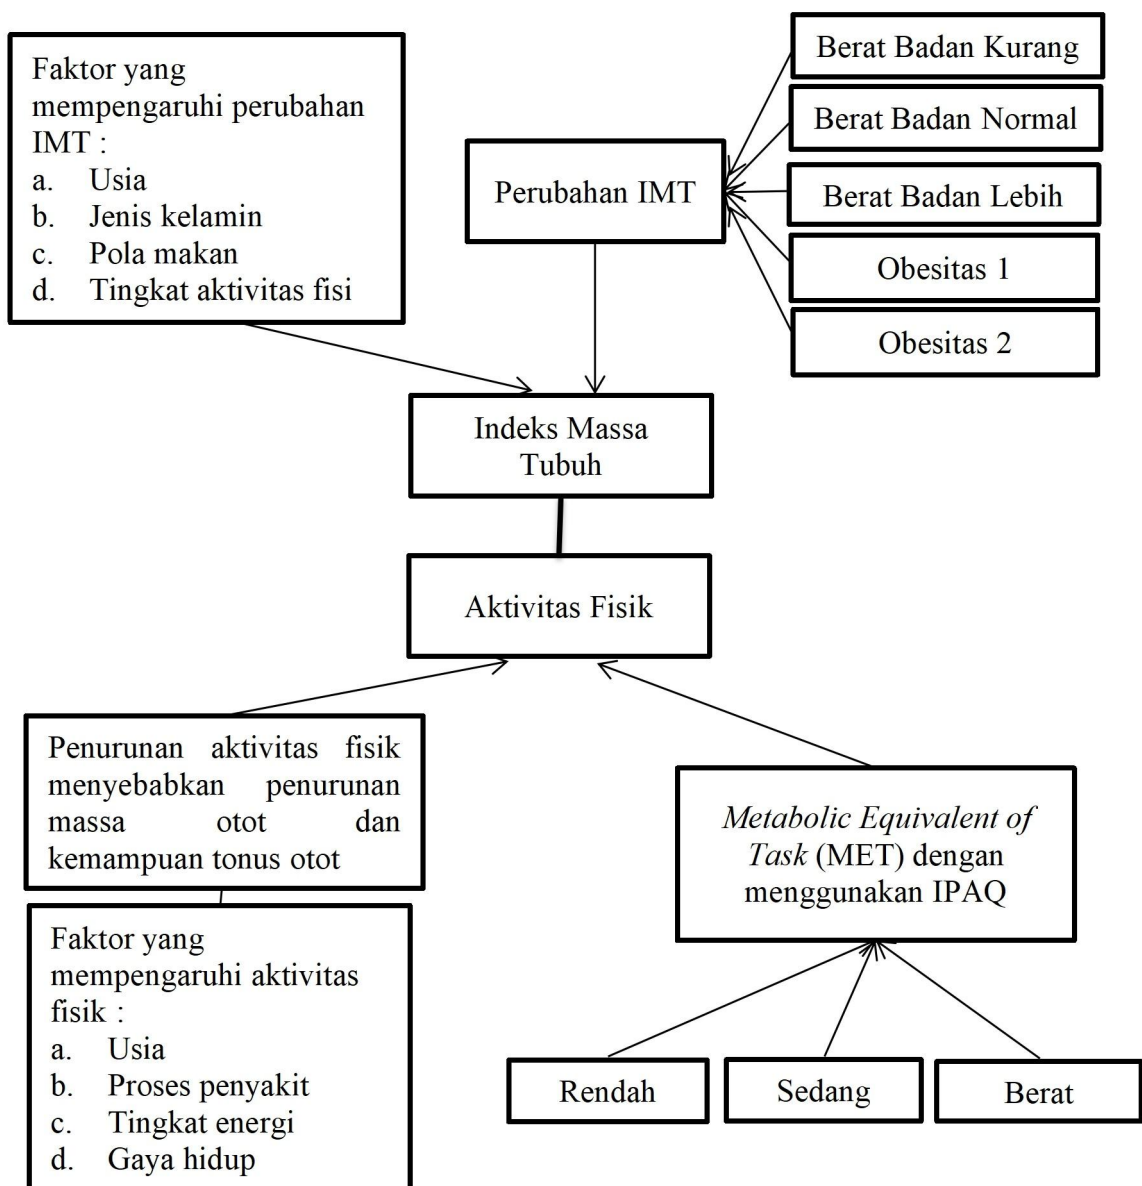 Faktor yang
mempengaruhi perubahan
IMT :
a. Usia
b. Jenis kelamin
c. Pola makan
d. Tingkat aktivitas fisi
Perubahan IMT
Berat Badan Kurang
Berat Badan Normal
Berat Badan Lebih
Obesitas 1
Obesitas 2
Indeks Massa
Tubuh
Aktivitas Fisik
Penurunan aktivitas fisik
menyebabkan penurunan
massa otot dan
kemampuan tonus otot
Metabolic Equivalent of
Task (MET) dengan
menggunakan IPAQ
Faktor yang
mempengaruhi aktivitas
fisik :
a. Usia
b. Proses penyakit
c. Tingkat energi
d. Gaya hidup
Rendah
Sedang
Berat